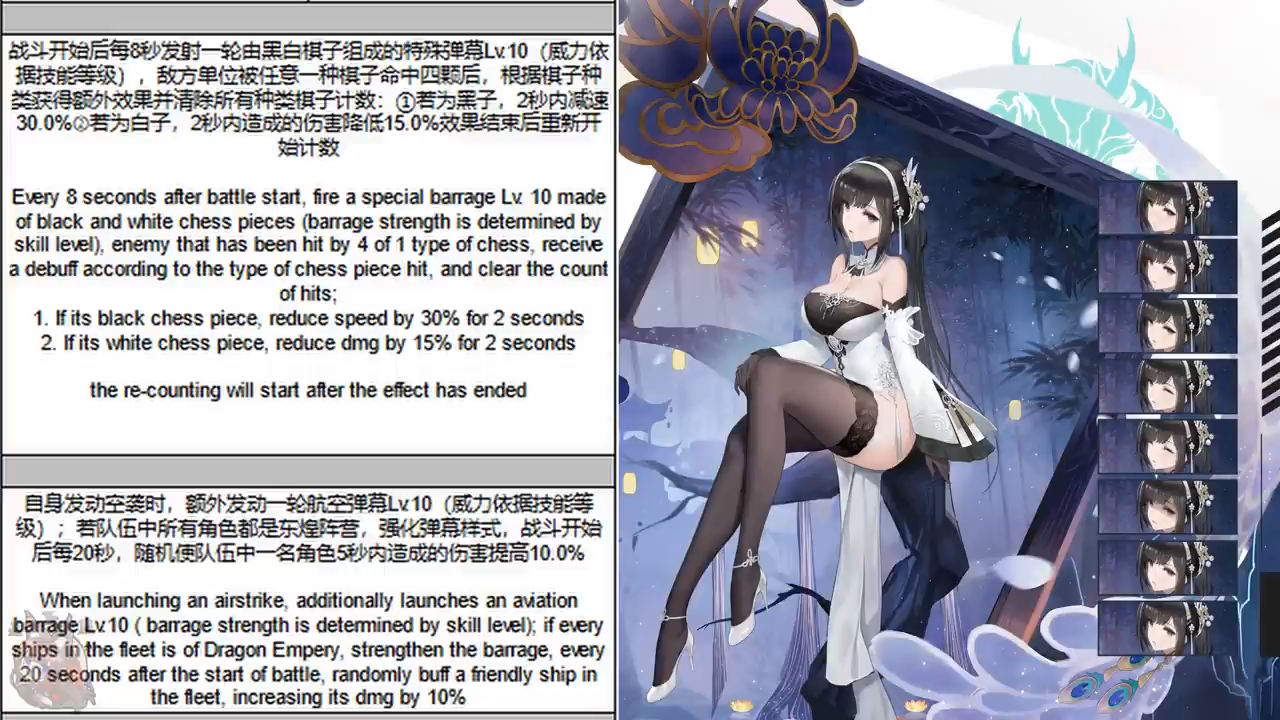 战斗开始后每8秒发射一轮由黑白棋子组成的特殊弹幕Lv.10（威力依
据技能等级），敌方单位被任意一种棋子命中四颗后，根据棋子种
类获得额外效果并清除所有种类棋子计数：①若为黑子，2秒内减速
30.0%②若为白子，2秒内造成的伤害降低15.0%效果结束后重新开
始计数
Every 8 seconds after battle start, fire a special barrage Lv. 10 made
of black and white chess pieces (barrage strength is determined by
skill level), enemy that has been hit by 4 of 1 type of chess, receive
a debuff according to the type of chess piece hit, and clear the count
of hits;
1. If its black chess piece, reduce speed by 30% for 2 seconds
2. If its white chess piece, reduce dmg by 15% for 2 seconds
the re-counting will start after the effect has ended
自身发动空袭时，额外发动一轮航空弹幕Lv.10（威力依据技能等
级）；若队伍中所有角色都是东煌阵营，强化弹幕样式，战斗开始
后每20秒，随机使队伍中一名角色5秒内造成的伤害提高10.0%
When launching an airstrike, additionally launches an aviation
barrage Lv.10 ( barrage strength is determined by skill level); if every
ships in the fleet is of Dragon Empery, strengthen the barrage, every
20 seconds after the start of battle, randomly buff a friendly ship in
the fleet, increasing its dmg by 10%